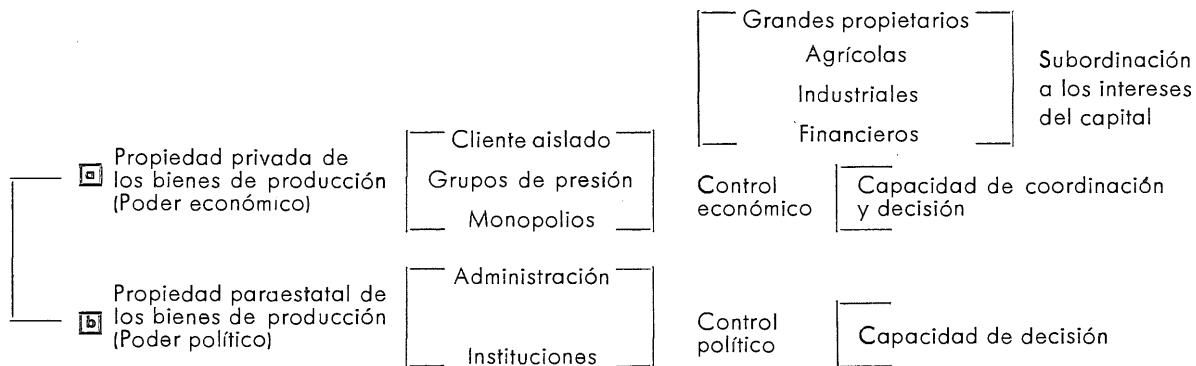 Grandes propietarios
Agrícolas
Industriales
Financieros
Subordinación
a los intereses
del capital
a
Propiedad privada de
los bienes de producción
(Poder económico)
Cliente aislado
Grupos de presión
Monopolios
Control
económico
Capacidad de coordinación
y decisión
b
Propiedad paraestatal de
los bienes de producción
(Poder político)
Administración
Instituciones
Control
político
Capacidad de decisión